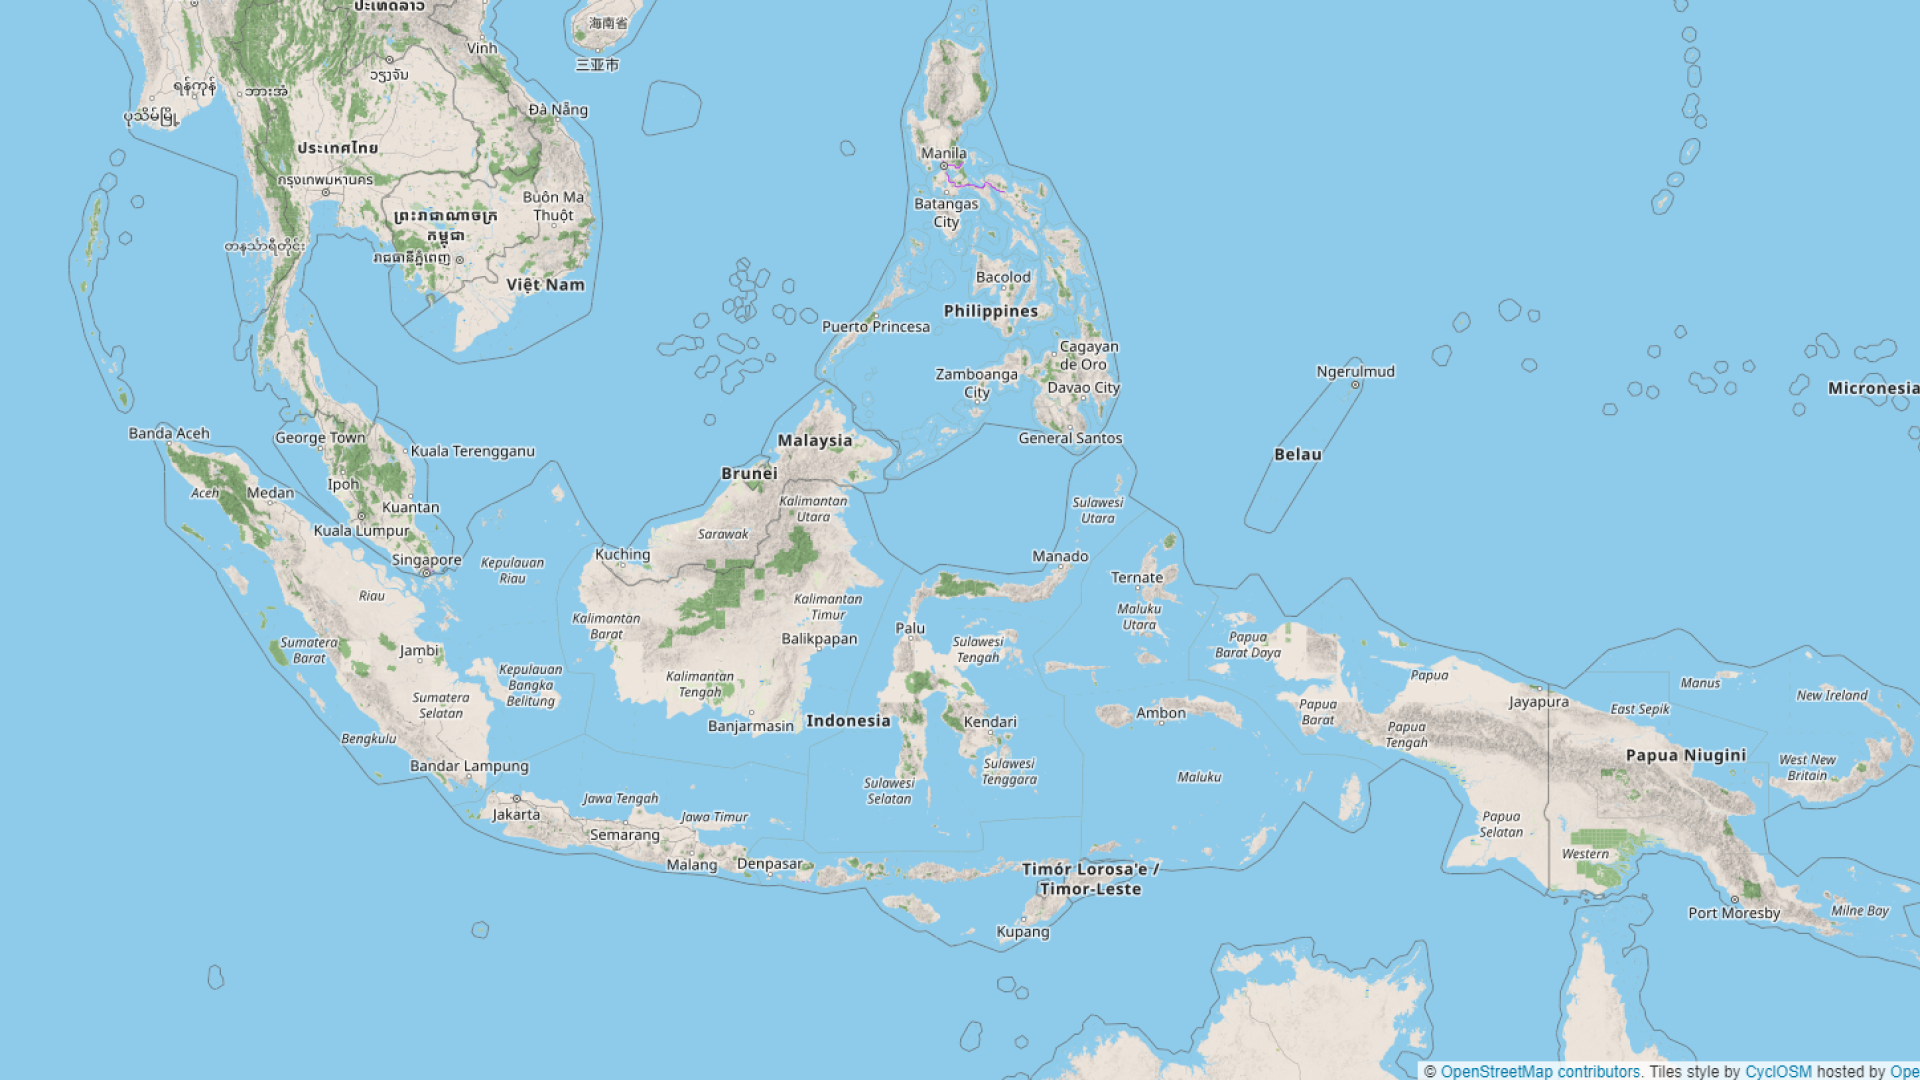 ປະເທດລາວ
海南省
Vinh
三亚市
ວຽງຈັນ
ရန်ကုန်
ဘားအံ
Đà Nẵng
ပုသိမ်မြို့
ประเทศไทย
Manila
กรุงเทพมหานคร
Buôn Ma
Thuột
Batangas
City
ព្រះរាជាណាចក្រ
កម្ពុជា
တနင်္သာရီတိုင်း
រាជធានីភ្នំពេញ
Việt Nam
Bacolod
Philippines
Puerto Princesa
Cagayan
de Oro
Zamboanga
City
Davao City
Ngerulmud
Micronesia
Banda Aceh
George Town
Kuala Terengganu
Malaysia
General Santos
Belau
Brunei
Ipoh
Aceh
Medan
Kuantan
Kalimantan
Utara
Sulawesi
Utara
Kuala Lumpur
Sarawak
Kuching
Manado
Singapore
Kepulauan
Riau
Ternate
Riau
Kalimantan
Timur
Maluku
Utara
Kalimantan
Barat
Palu
Balikpapan
Sumatera
Barat
Jambi
Sulawesi
Tengah
Papua
Barat Daya
Kepulauan
Bangka
Belitung
Kalimantan
Tengah
Papua
Manus
New Ireland
Sumatera
Selatan
Jayapura
East Sepik
Papua
Barat
Ambon
Banjarmasin
Indonesia
Kendari
Papua
Tengah
Bengkulu
Papua Niugini
Bandar Lampung
Sulawesi
Tenggara
Maluku
West New
Britain
Sulawesi
Selatan
Jawa Tengah
Jakarta
Jawa Timur
Papua
Selatan
Semarang
Malang
Denpasar
Western
Timór Lorosa'e /
Timor-Leste
Port Moresby
Milne Bay
Kupang
© OpenStreetMap contributors. Tiles style by CyclOSM hosted by Ope